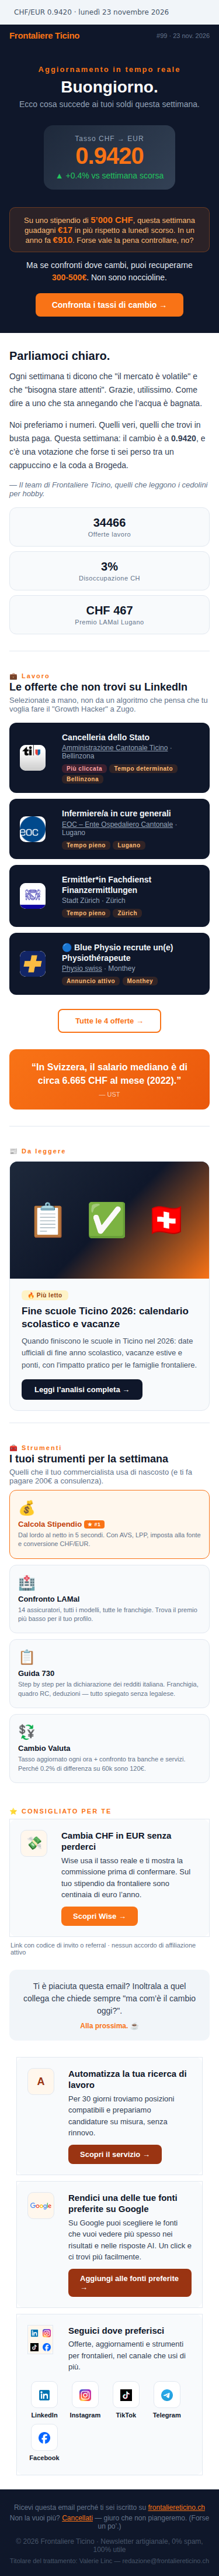 CHF/EUR 0.9420 · lunedì 23 novembre 2026
Frontaliere Ticino
#99 · 23 nov. 2026
Aggiornamento in tempo reale
Buongiorno.
Ecco cosa succede ai tuoi soldi questa settimana.
Tasso CHF → EUR
0.9420
▲ +0.4% vs settimana scorsa
Su uno stipendio di 5'000 CHF, questa settimana
guadagni €17 in più rispetto a lunedì scorso. In un
anno fa €910. Forse vale la pena controllare, no?
Ma se confronti dove cambi, puoi recuperarne
300-500€. Non sono noccioline.
Confronta i tassi di cambio →
Parliamoci chiaro.
Ogni settimana ti dicono che "il mercato è volatile" e
che "bisogna stare attenti". Grazie, utilissimo. Come
dire a uno che sta annegando che l'acqua è bagnata.
Noi preferiamo i numeri. Quelli veri, quelli che trovi in
busta paga. Questa settimana: il cambio è a 0.9420, e
c'è una votazione che forse ti sei perso tra un
cappuccino e la coda a Brogeda.
— Il team di Frontaliere Ticino, quelli che leggono i cedolini
per hobby.
34466
Offerte lavoro
3%
Disoccupazione CH
CHF 467
Premio LAMal Lugano
💼 Lavoro
Le offerte che non trovi su LinkedIn
Selezionate a mano, non da un algoritmo che pensa che tu
voglia fare il "Growth Hacker" a Zugo.
Cancelleria dello Stato
Amministrazione Cantonale Ticino ·
Bellinzona
Più cliccata Tempo determinato
Bellinzona
Infermiere/a in cure generali
EOC – Ente Ospedaliero Cantonale ·
Lugano
Tempo pieno Lugano
Ermittler*in Fachdienst
Finanzermittlungen
Stadt Zürich · Zürich
Tempo pieno Zürich
🔵 Blue Physio recrute un(e)
Physiothérapeute
Physio swiss · Monthey
Annuncio attivo Monthey
Tutte le 4 offerte →
“In Svizzera, il salario mediano è di
circa 6.665 CHF al mese (2022).”
— UST
📰 Da leggere
🔥 Più letto
Fine scuole Ticino 2026: calendario
scolastico e vacanze
Quando finiscono le scuole in Ticino nel 2026: date
ufficiali di fine anno scolastico, vacanze estive e
ponti, con l'impatto pratico per le famiglie frontaliere.
Leggi l'analisi completa →
🧰 Strumenti
I tuoi strumenti per la settimana
Quelli che il tuo commercialista usa di nascosto (e ti fa
pagare 200€ a consulenza).
Calcola Stipendio ★ #1
Dal lordo al netto in 5 secondi. Con AVS, LPP, imposta alla fonte
e conversione CHF/EUR.
Confronto LAMal
14 assicuratori, tutti i modelli, tutte le franchigie. Trova il premio
più basso per il tuo profilo.
Guida 730
Step by step per la dichiarazione dei redditi italiana. Franchigia,
quadro RC, deduzioni — tutto spiegato senza legalese.
Cambio Valuta
Tasso aggiornato ogni ora + confronto tra banche e servizi.
Perché 0.2% di differenza su 60k sono 120€.
⭐ CONSIGLIATO PER TE
Cambia CHF in EUR senza
perderci
Wise usa il tasso reale e ti mostra la
commissione prima di confermare. Sul
tuo stipendio da frontaliere sono
centinaia di euro l'anno.
Scopri Wise →
Link con codice di invito o referral · nessun accordo di affiliazione
attivo
Ti è piaciuta questa email? Inoltrala a quel
collega che chiede sempre "ma com'è il cambio
oggi?".
Alla prossima. ☕
A
Automatizza la tua ricerca di
lavoro
Per 30 giorni troviamo posizioni
compatibili e prepariamo
candidature su misura, senza
rinnovo.
Scopri il servizio →
Google
Rendici una delle tue fonti
preferite su Google
Su Google puoi scegliere le fonti
che vuoi vedere più spesso nei
risultati e nelle risposte AI. Un click e
ci trovi più facilmente.
Aggiungi alle fonti preferite
→
Seguici dove preferisci
Offerte, aggiornamenti e strumenti
per frontalieri, nel canale che usi di
più.
LinkedIn Instagram TikTok Telegram
Facebook
Ricevi questa email perché ti sei iscritto su frontaliereticino.ch
Non la vuoi più? Cancellati — giuro che non piangiamo. (Forse
un po'.)
© 2026 Frontaliere Ticino · Newsletter artigianale, 0% spam,
100% utile
Titolare del trattamento: Valerie Lins — redazione@frontaliereticino.ch